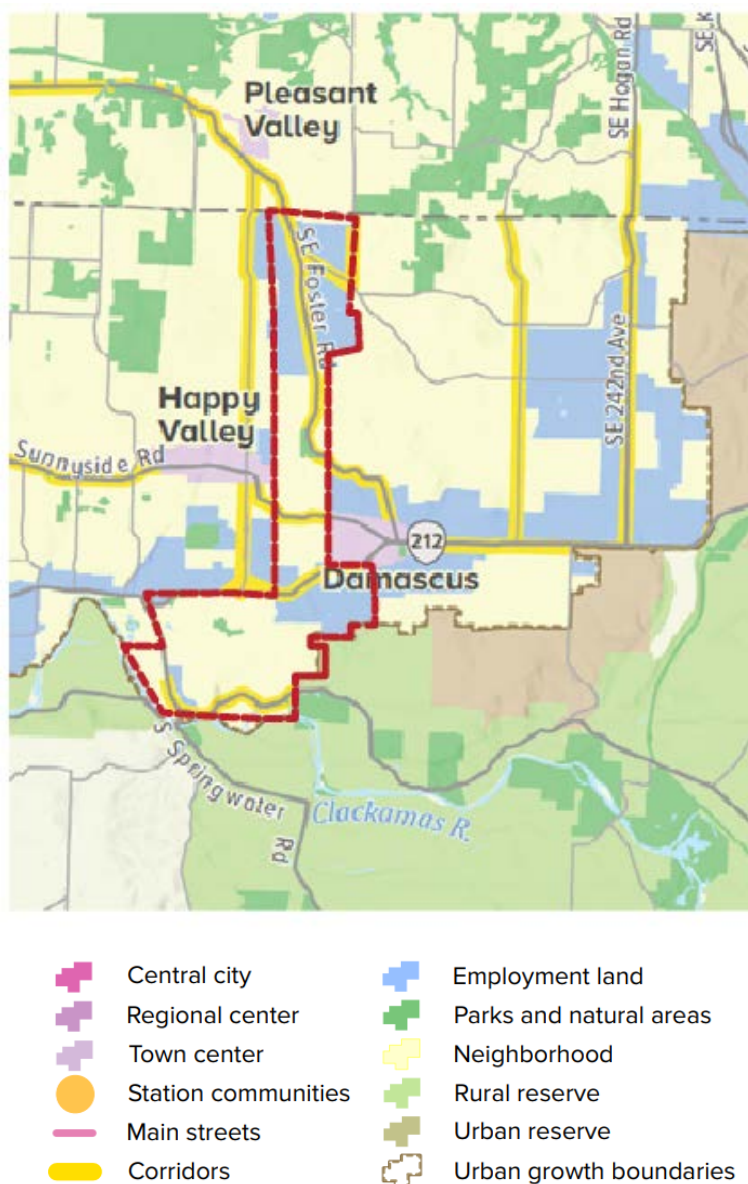 SE Hogan Rd
SE K
Pleasant
Valley
SE Foster Rd
SE 242nd Ave
Happy
Valley
Sunnyside Rd
212
Damascus
S Springwater
Rd
Clackamas R.
Central city
Employment land
Regional center
Parks and natural areas
Town center
Neighborhood
Station communities
Rural reserve
Main streets
Urban reserve
Corridors
Urban growth boundaries